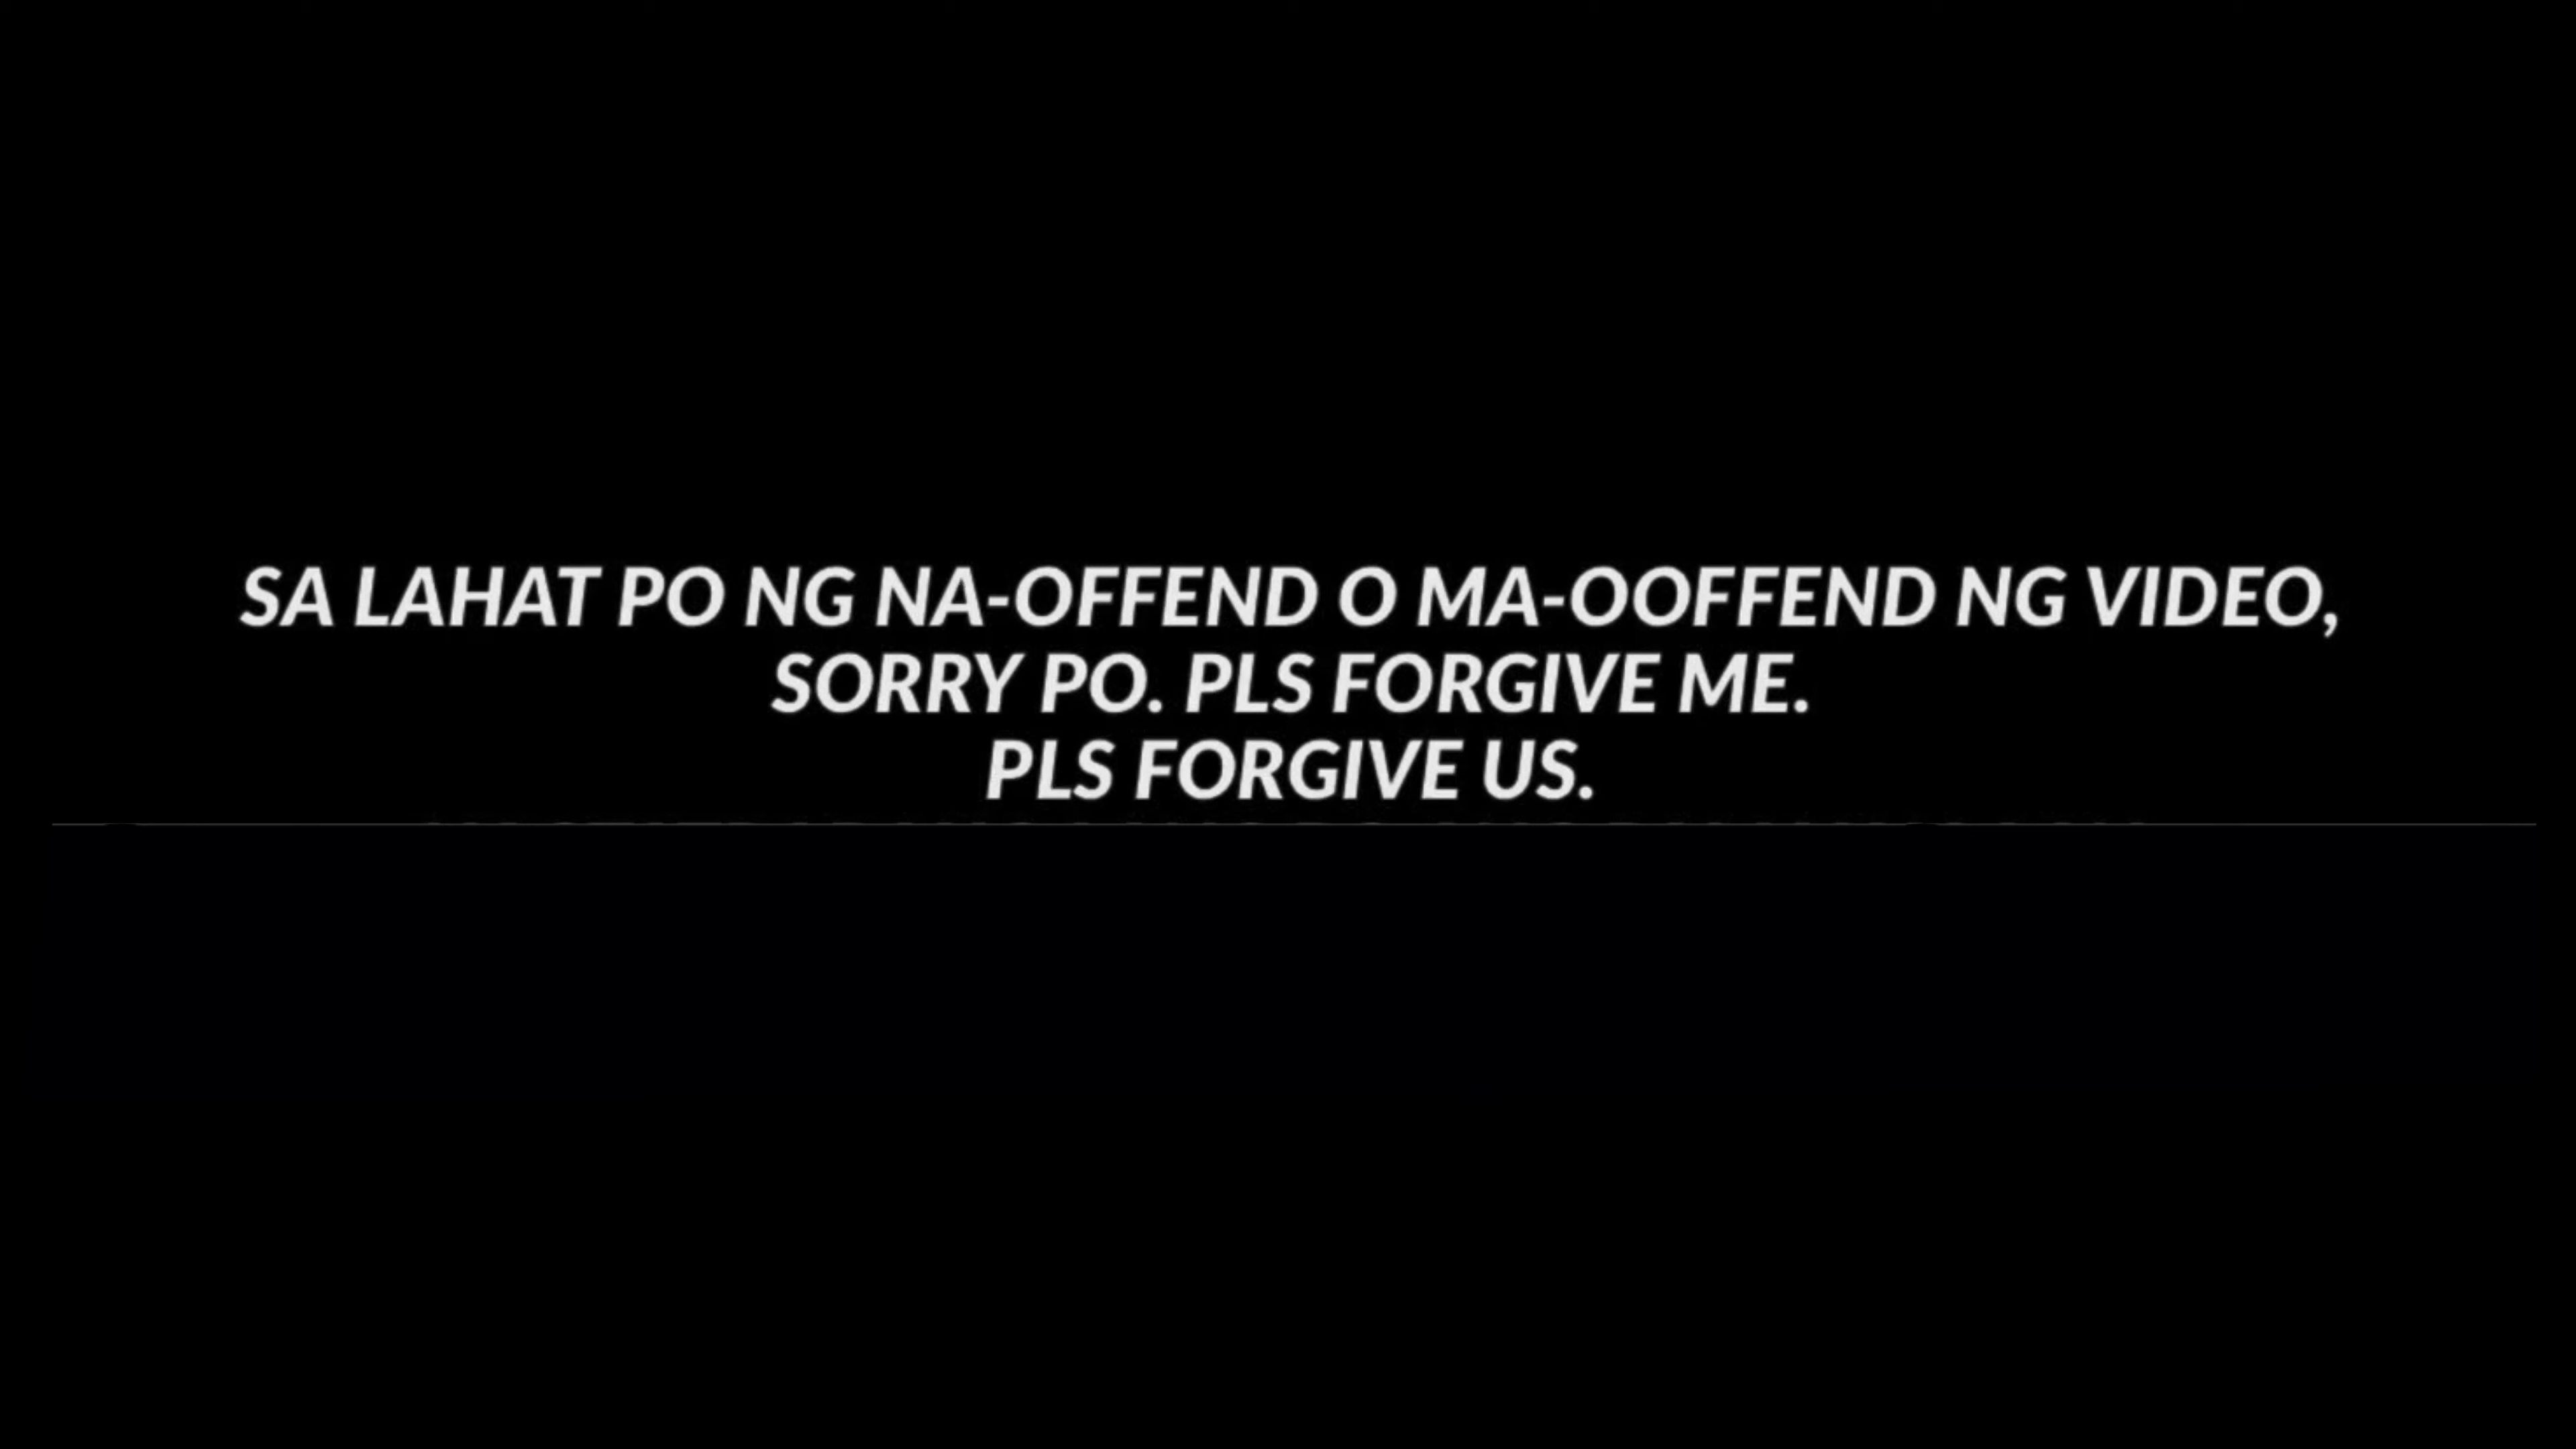 SA LAHAT PO NG NA-OFFEND O MA-OOFFEND NG VIDEO,
SORRY PO. PLS FORGIVE ME.
PLS FORGIVE US.